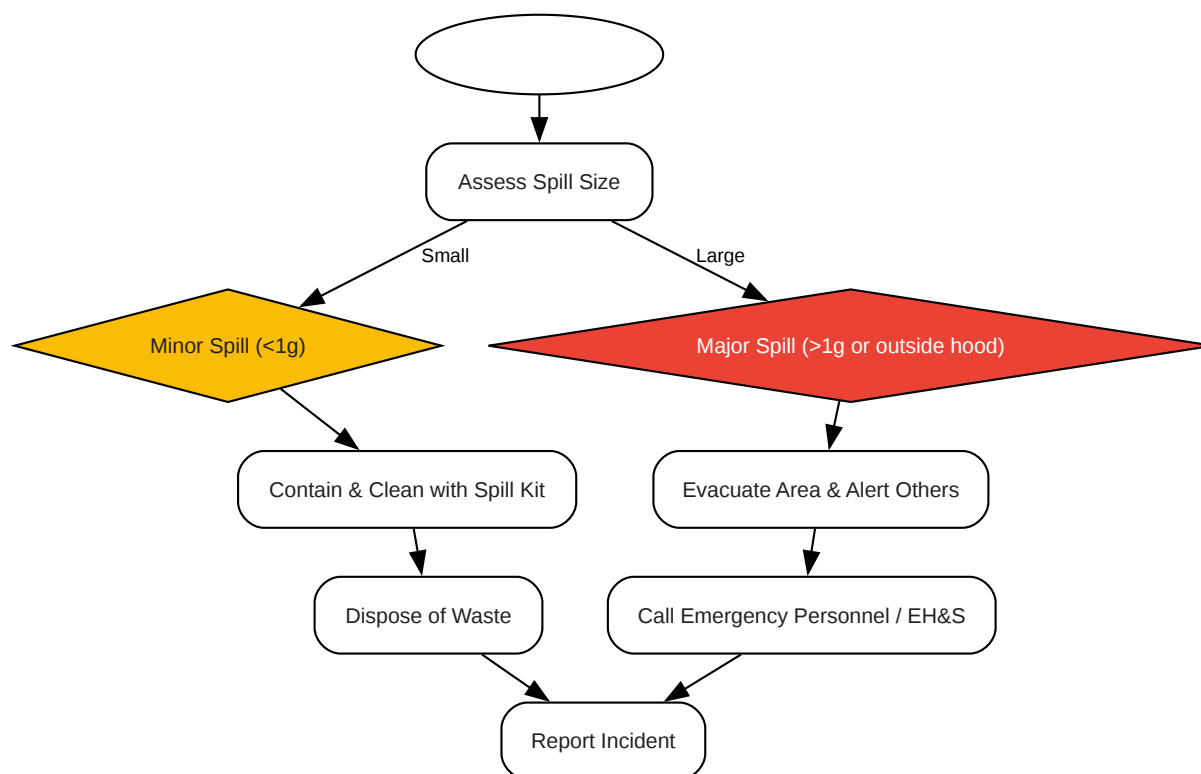 Assess Spill Size
Small
Large
Minor Spill (<1g)
Major Spill (>1g or outside hood)
Contain & Clean with Spill Kit
Evacuate Area & Alert Others
Dispose of Waste
Call Emergency Personnel / EH&S
Report Incident